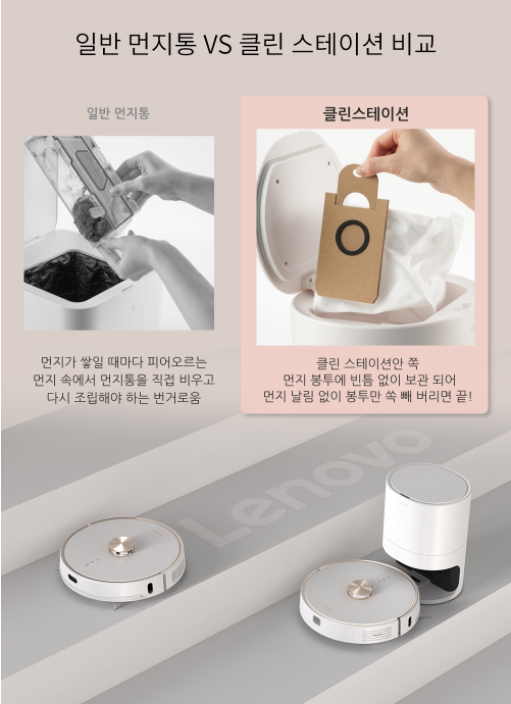 일반 먼지통 VS 클린 스테이션 비교
일반 먼지통
먼지가 쌓일 때마다 피어오르는
먼지 속에서 먼지통을 직접 비우고
다시 조립해야 하는 번거로움
클린스테이션
클린 스테이션안 쪽
먼지 봉투에 빈틈 없이 보관 되어
먼지 날림 없이 봉투만 쏙 빼 버리면 끝!
Lenovo